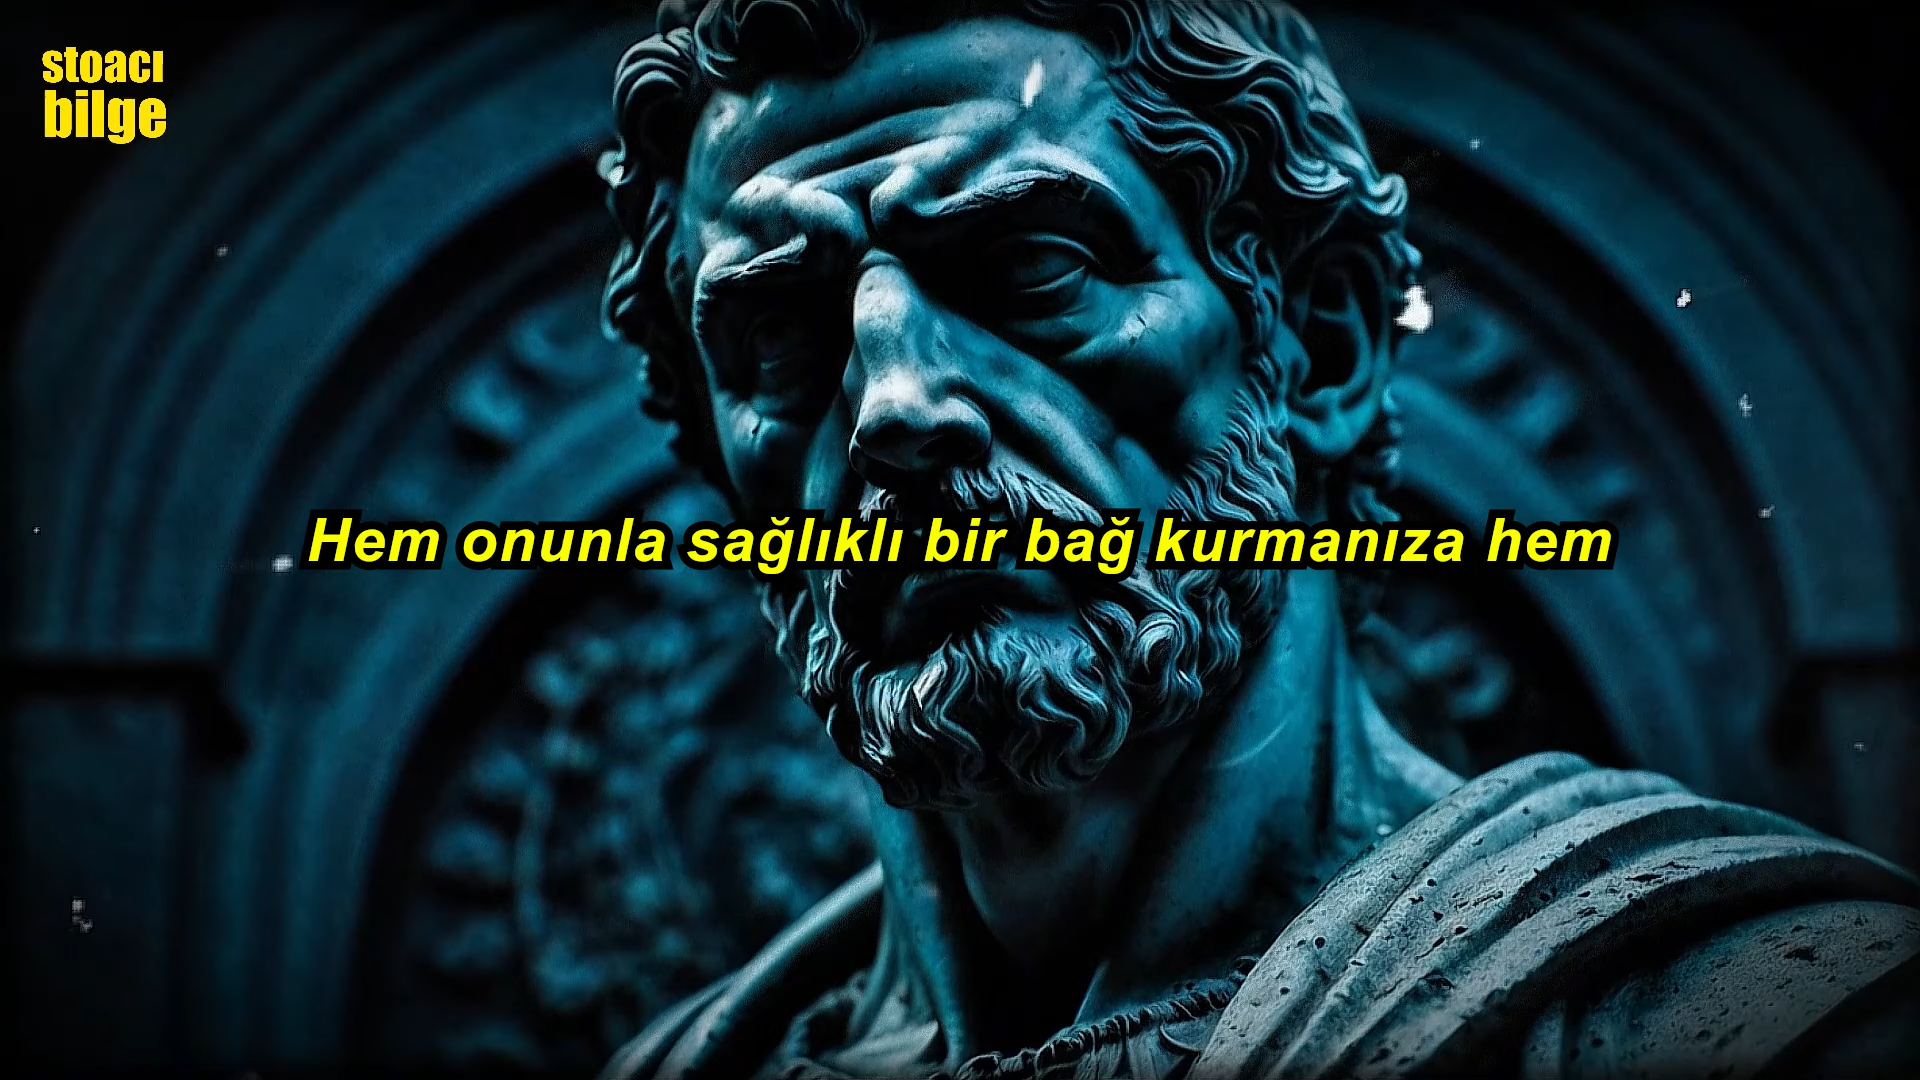 stoacı
bilge
Hem onunla sağlıklı bir bağ kurmanıza hem